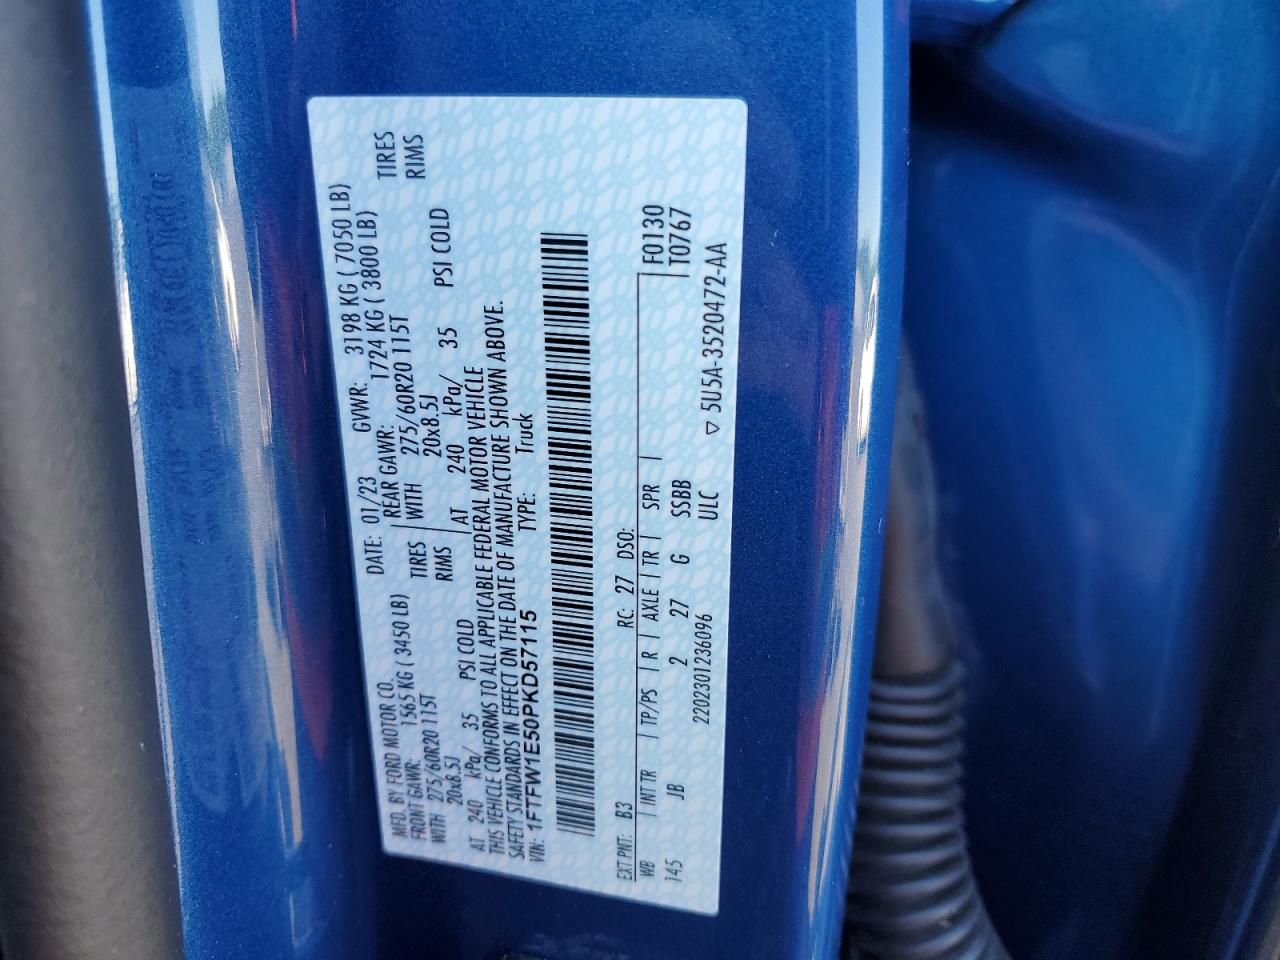 MFD. BY FORD MOTOR CO.
DATE: 01/23 GVWR: 3198 KG ( 7050 LB)
FRONT GAWR: 1565 KG ( 3450 LB)
REAR GAWR: 1724 KG ( 3800 LB)
WITH 275/60R20 115T TIRES
WITH 275/60R20 115T TIRES
20x8.5J RIMS
20x8.5J RIMS
AT 240 kPa/ 35 PSI COLD
AT 240 kPa/ 35 PSI COLD
THIS VEHICLE CONFORMS TO ALL APPLICABLE FEDERAL MOTOR VEHICLE
SAFETY STANDARDS IN EFFECT ON THE DATE OF MANUFACTURE SHOWN ABOVE.
VIN: 1FTFW1E50PKD57115 TYPE: Truck
EXT PNT: B3 RC: 27 DSO:
WB | INT TR | TP/PS | R | AXLE | TR | SPR | F0130
145 JB 2 27 G SSBB T0767
ULC
2202301236096 ▽ 5U5A-3520472-AA